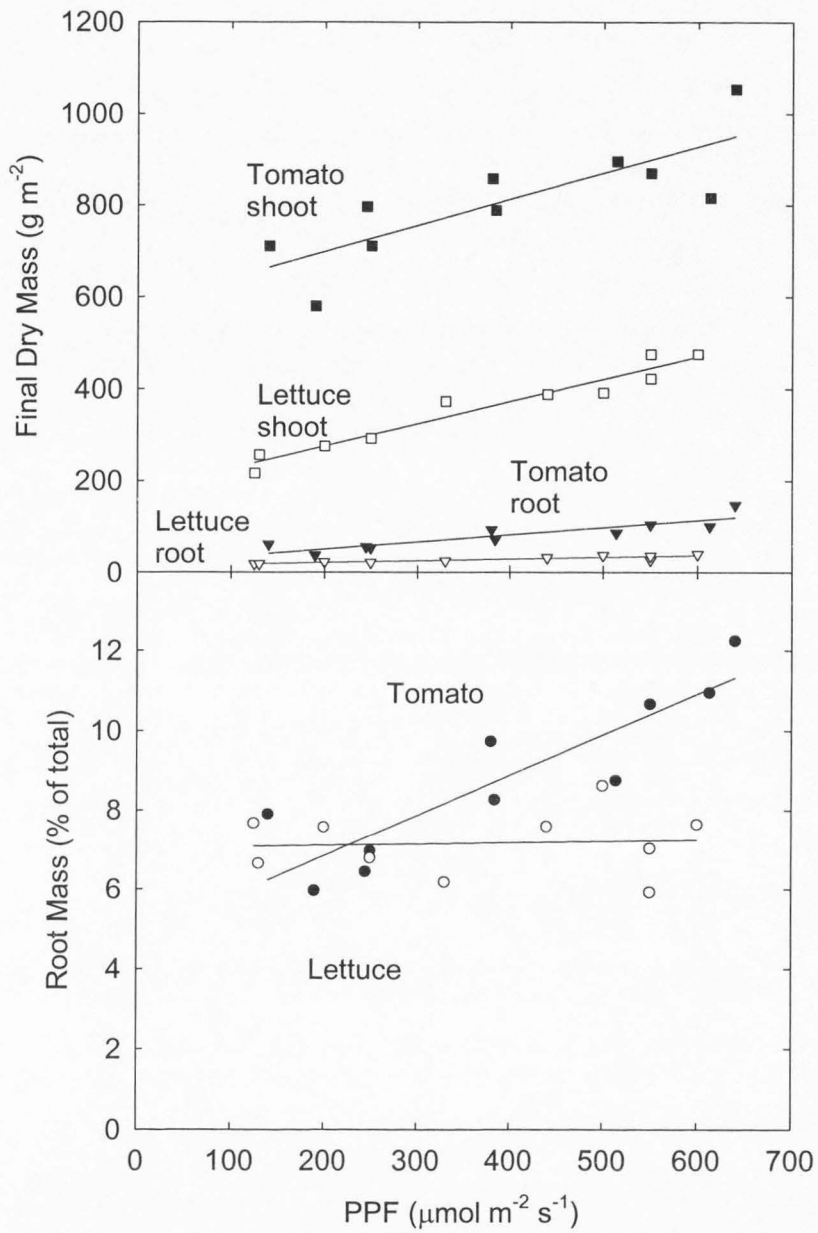 1200
1000
800
600
400
200
0
Final Dry Mass (g m-2)
Tomato
shoot
Lettuce
shoot
Tomato
root
Lettuce
root
12
10
8
6
4
2
0
Root Mass (% of total)
Tomato
Lettuce
0 100 200 300 400 500 600 700
PPF (μmol m-2 s-1)